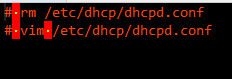 # rm /etc/dhcp/dhcpd.conf
# vim /etc/dhcp/dhcpd.conf